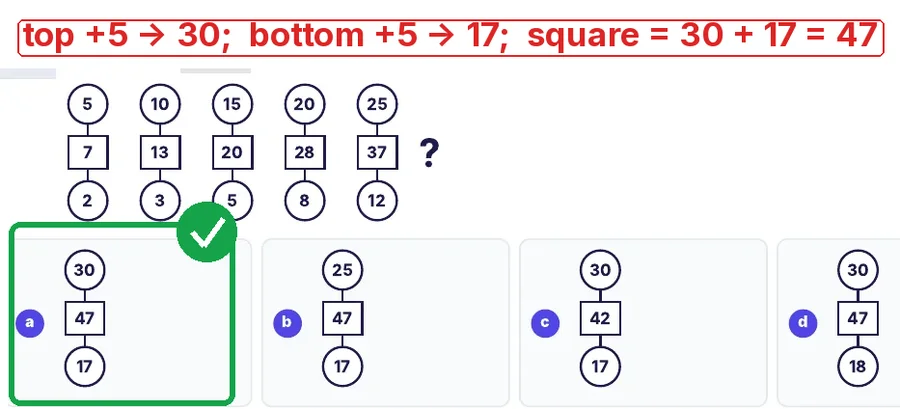 top +5 → 30; bottom +5 → 17; square = 30 + 17 = 47
5 10 15 20 25
7 13 20 28 37 ?
2 3 5 8 12
30 25 30 30
a 47 b 47 c 42 d 47
17 17 17 18